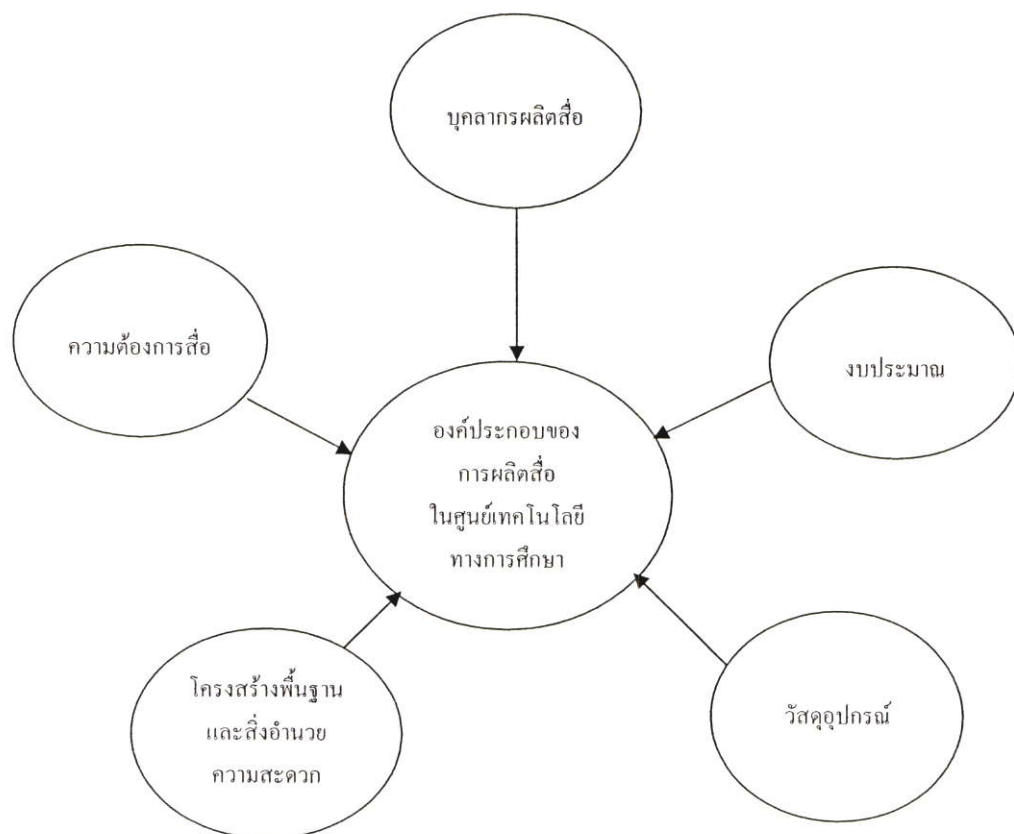 บุคลากรผลิตสื่อ
ความต้องการสื่อ
งบประมาณ
องค์ประกอบของ
การผลิตสื่อ
ในศูนย์เทคโนโลยี
ทางการศึกษา
โครงสร้างพื้นฐาน
และสิ่งอำนวย
ความสะดวก
วัสดุอุปกรณ์